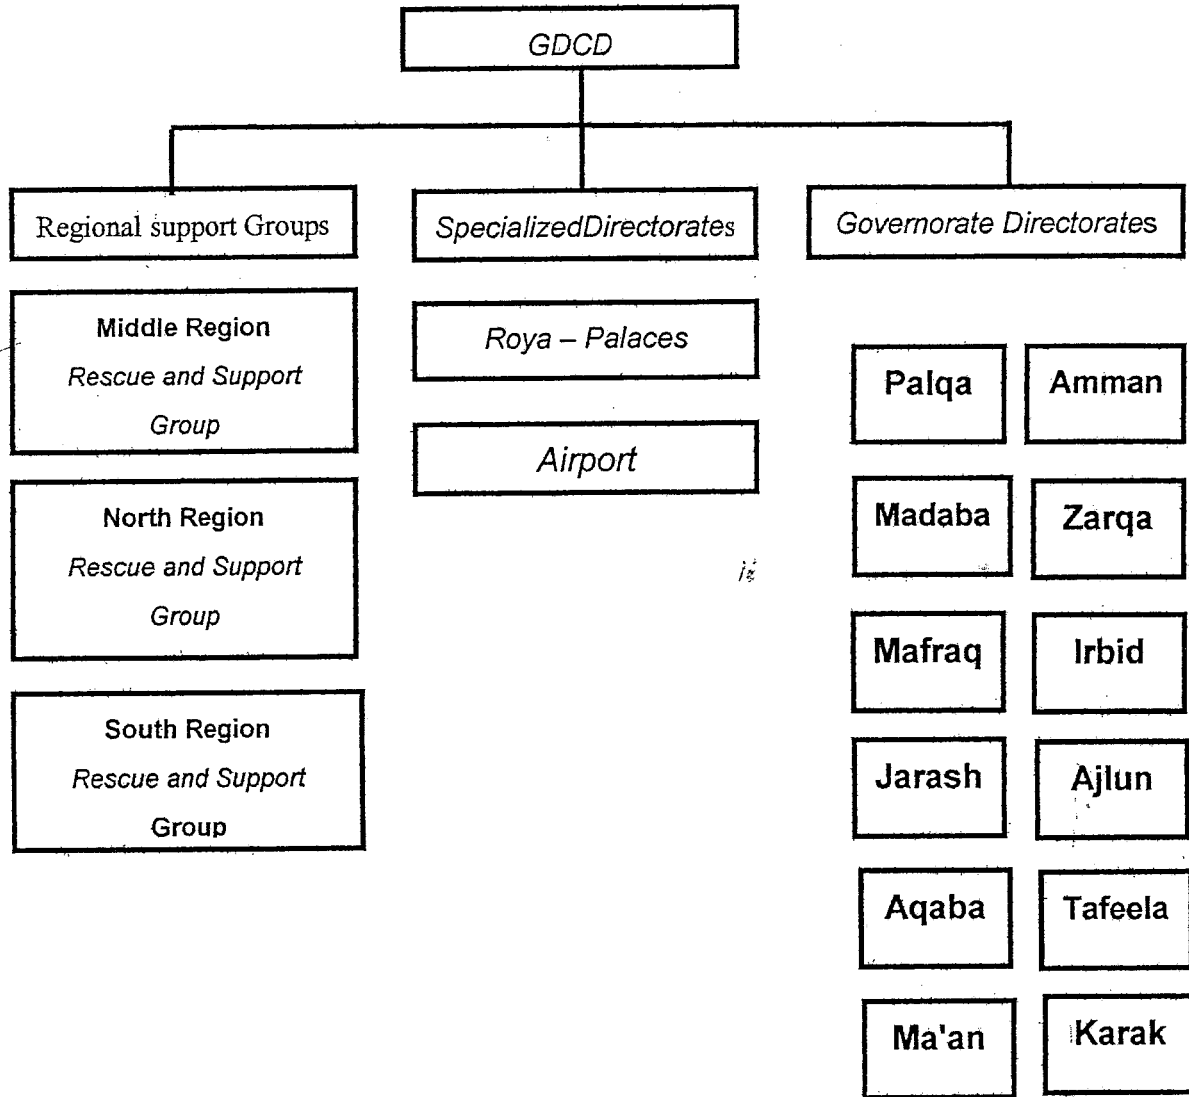 GDCD
Regional support Groups
SpecializedDirectorates
Governorate Directorates
Middle Region
Rescue and Support
Group
North Region
Rescue and Support
Group
South Region
Rescue and Support
Group
Roya – Palaces
Airport
Palqa
Amman
Madaba
Zarqa
Mafraq
Irbid
Jarash
Ajlun
Aqaba
Tafeela
Ma'an
Karak